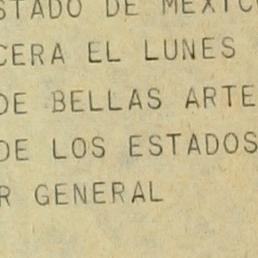 STADO DE MEXICO
CERA EL LUNES
DE BELLAS ARTE
DE LOS ESTADOS
R GENERAL